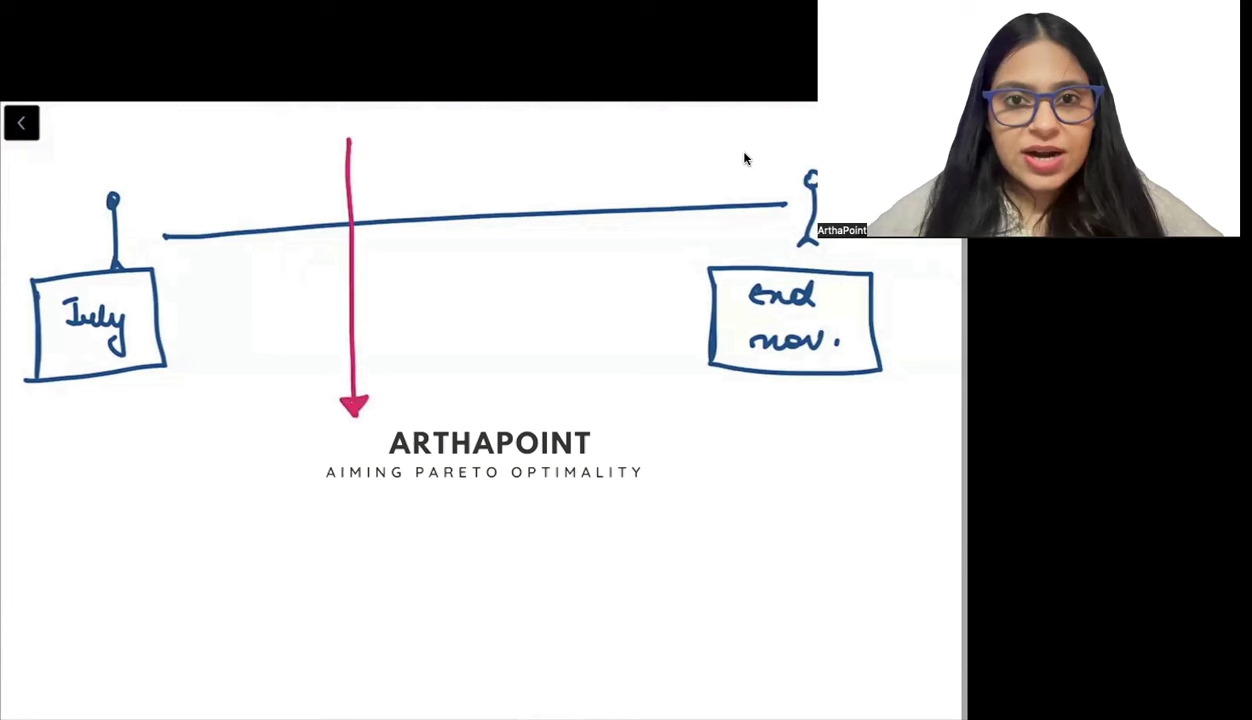 ArthaPoint
July
end
nov.
ARTHAPOINT
AIMING PARETO OPTIMALITY